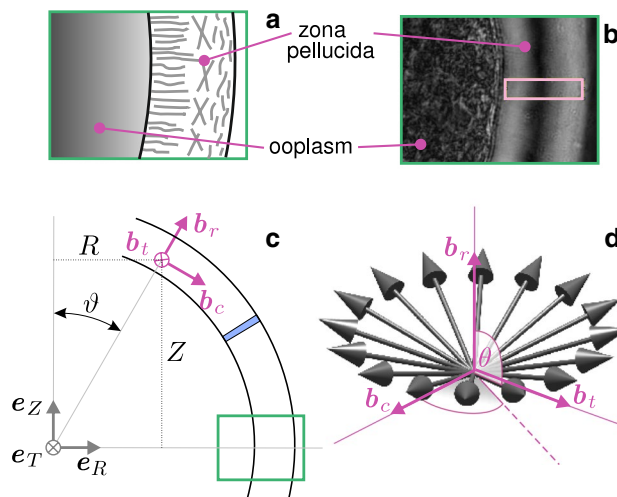 a
zona
pellucida
ooplasm
b
c
b_r
b_t
b_c
R
ϑ
Z
e_Z
e_T
e_R
d
b_r
θ
b_c
b_t